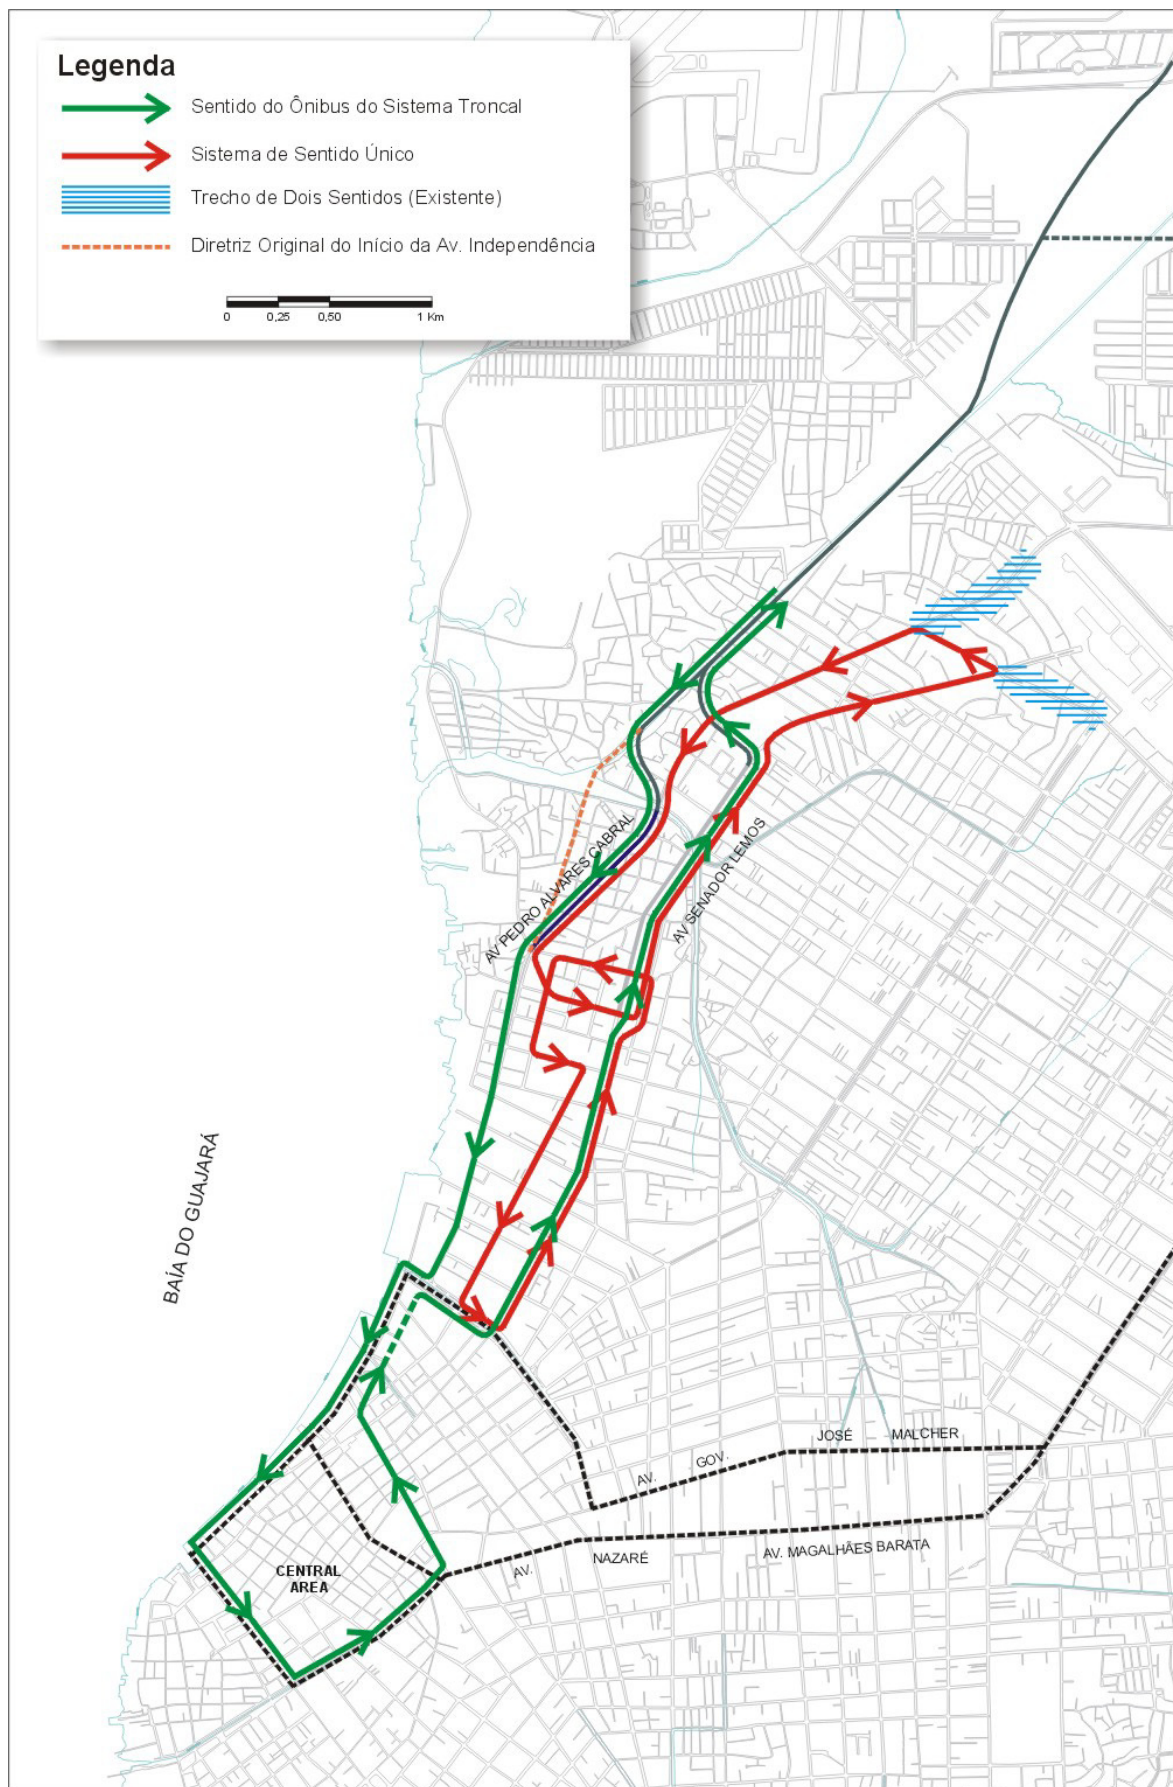 Legenda
Sentido do Ônibus do Sistema Troncal
Sistema de Sentido Único
Trecho de Dois Sentidos (Existente)
Diretriz Original do Início da Av. Independência
0 0,25 0,50 1 Km
AV PEDRO ALVARES CABRAL
AV SENADOR LEMOS
BAÍA DO GUAJARÁ
JOSÉ MALCHER
AV. GOV.
AV. MAGALHÃES BARATA
AV. NAZARÉ
CENTRAL
AREA